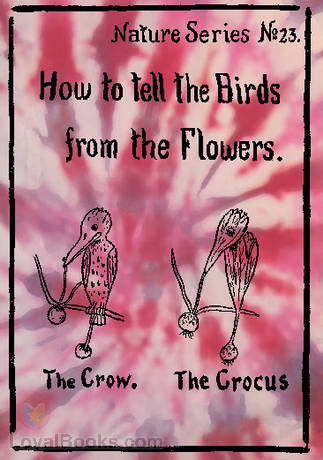 Nature Series No23.
How to tell the Birds
from the Flowers.
The Crow.
The Crocus
LoyalBooks.com